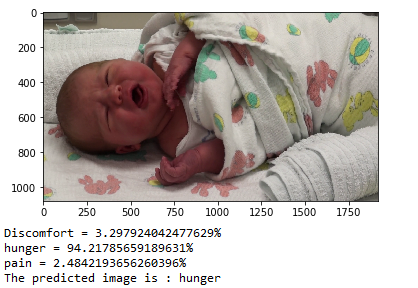 0
200
400
600
800
1000
0 250 500 750 1000 1250 1500 1750
Discomfort = 3.297924042477629%
hunger = 94.21785659189631%
pain = 2.4842193656260396%
The predicted image is : hunger